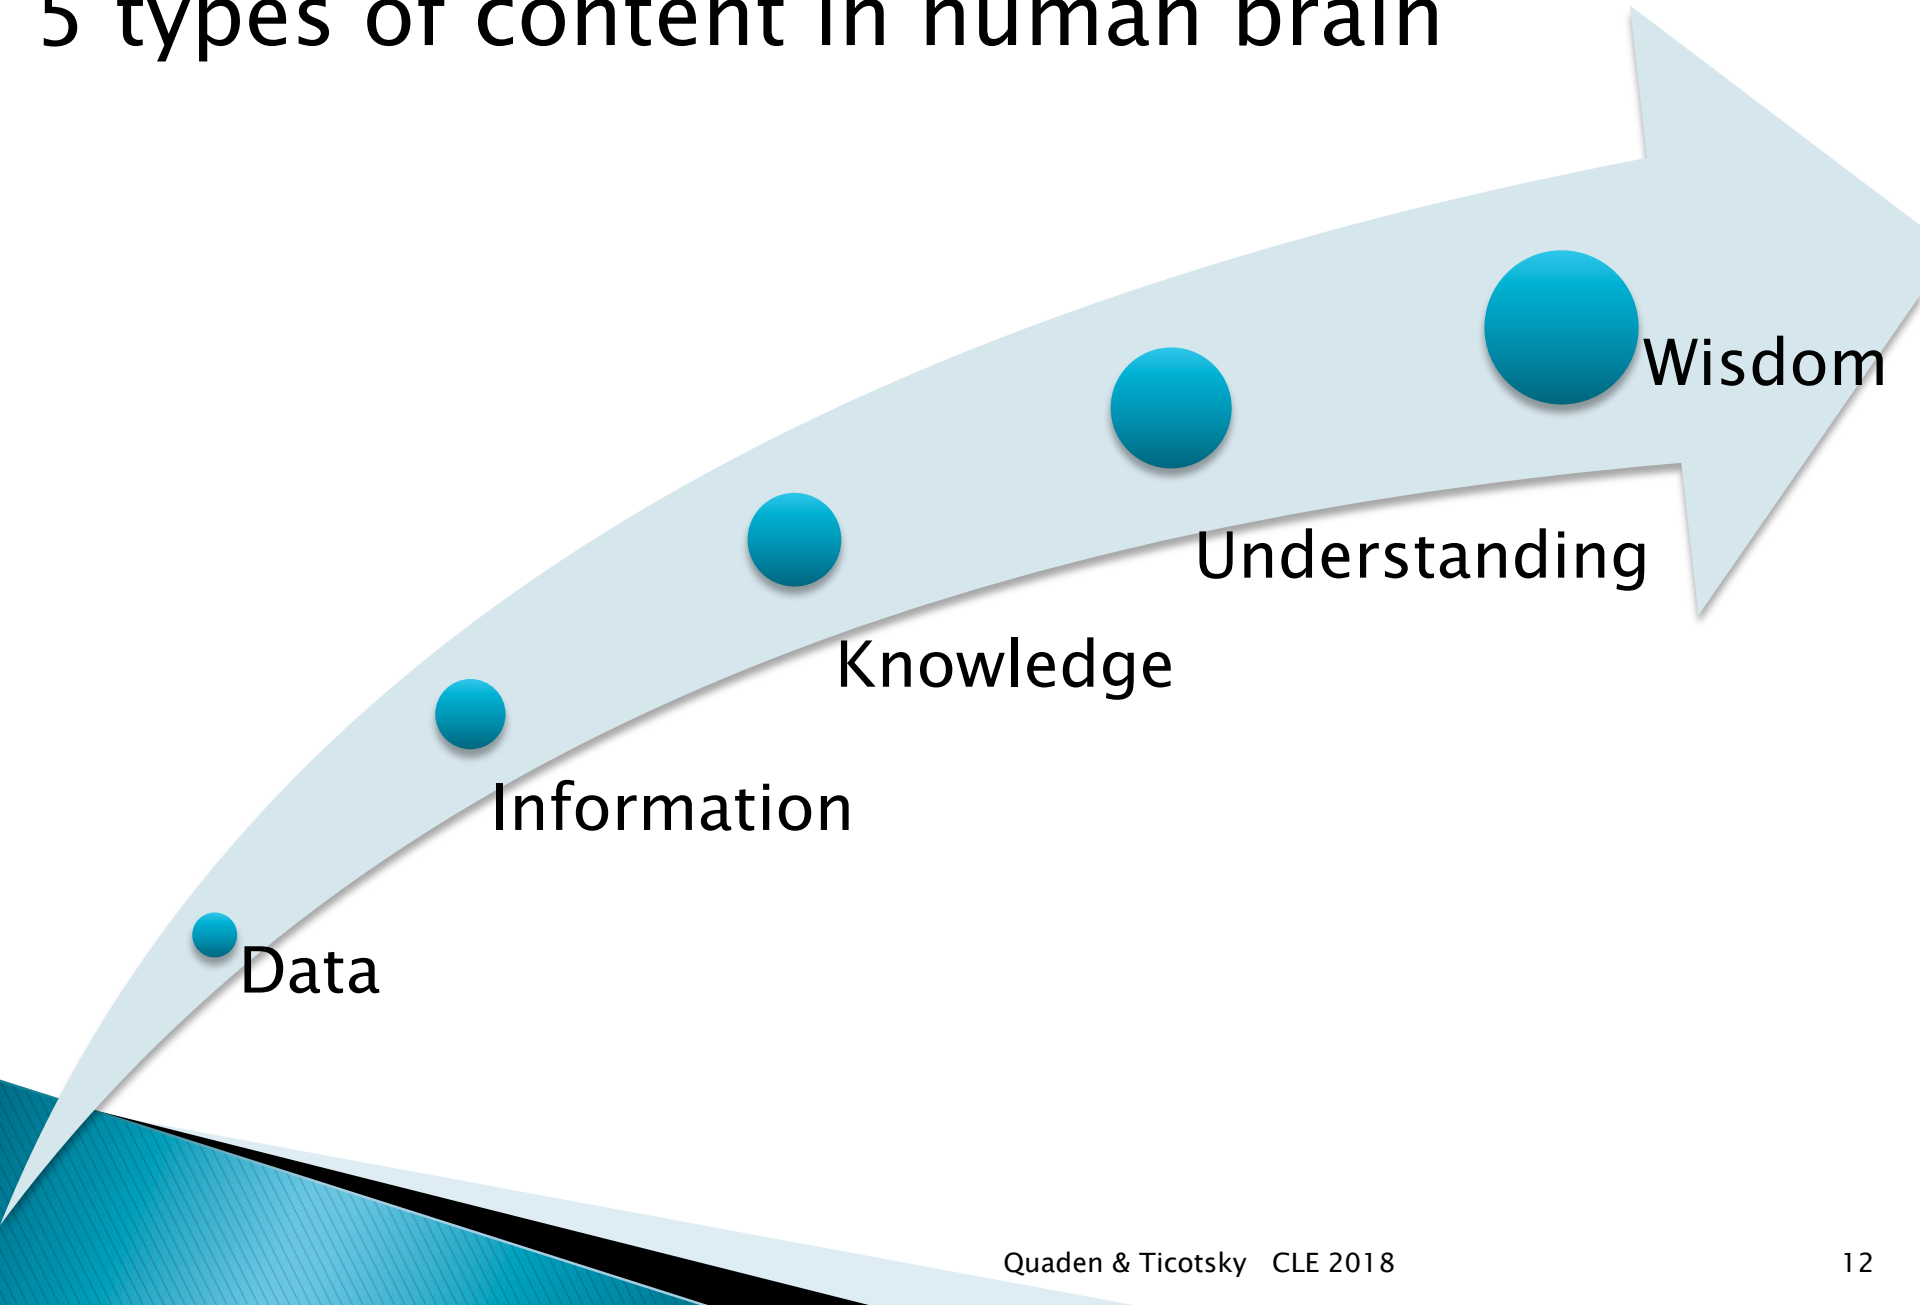 5 types of content in human brain
Wisdom
Understanding
Knowledge
Information
Data
Quaden & Ticotsky CLE 2018
12